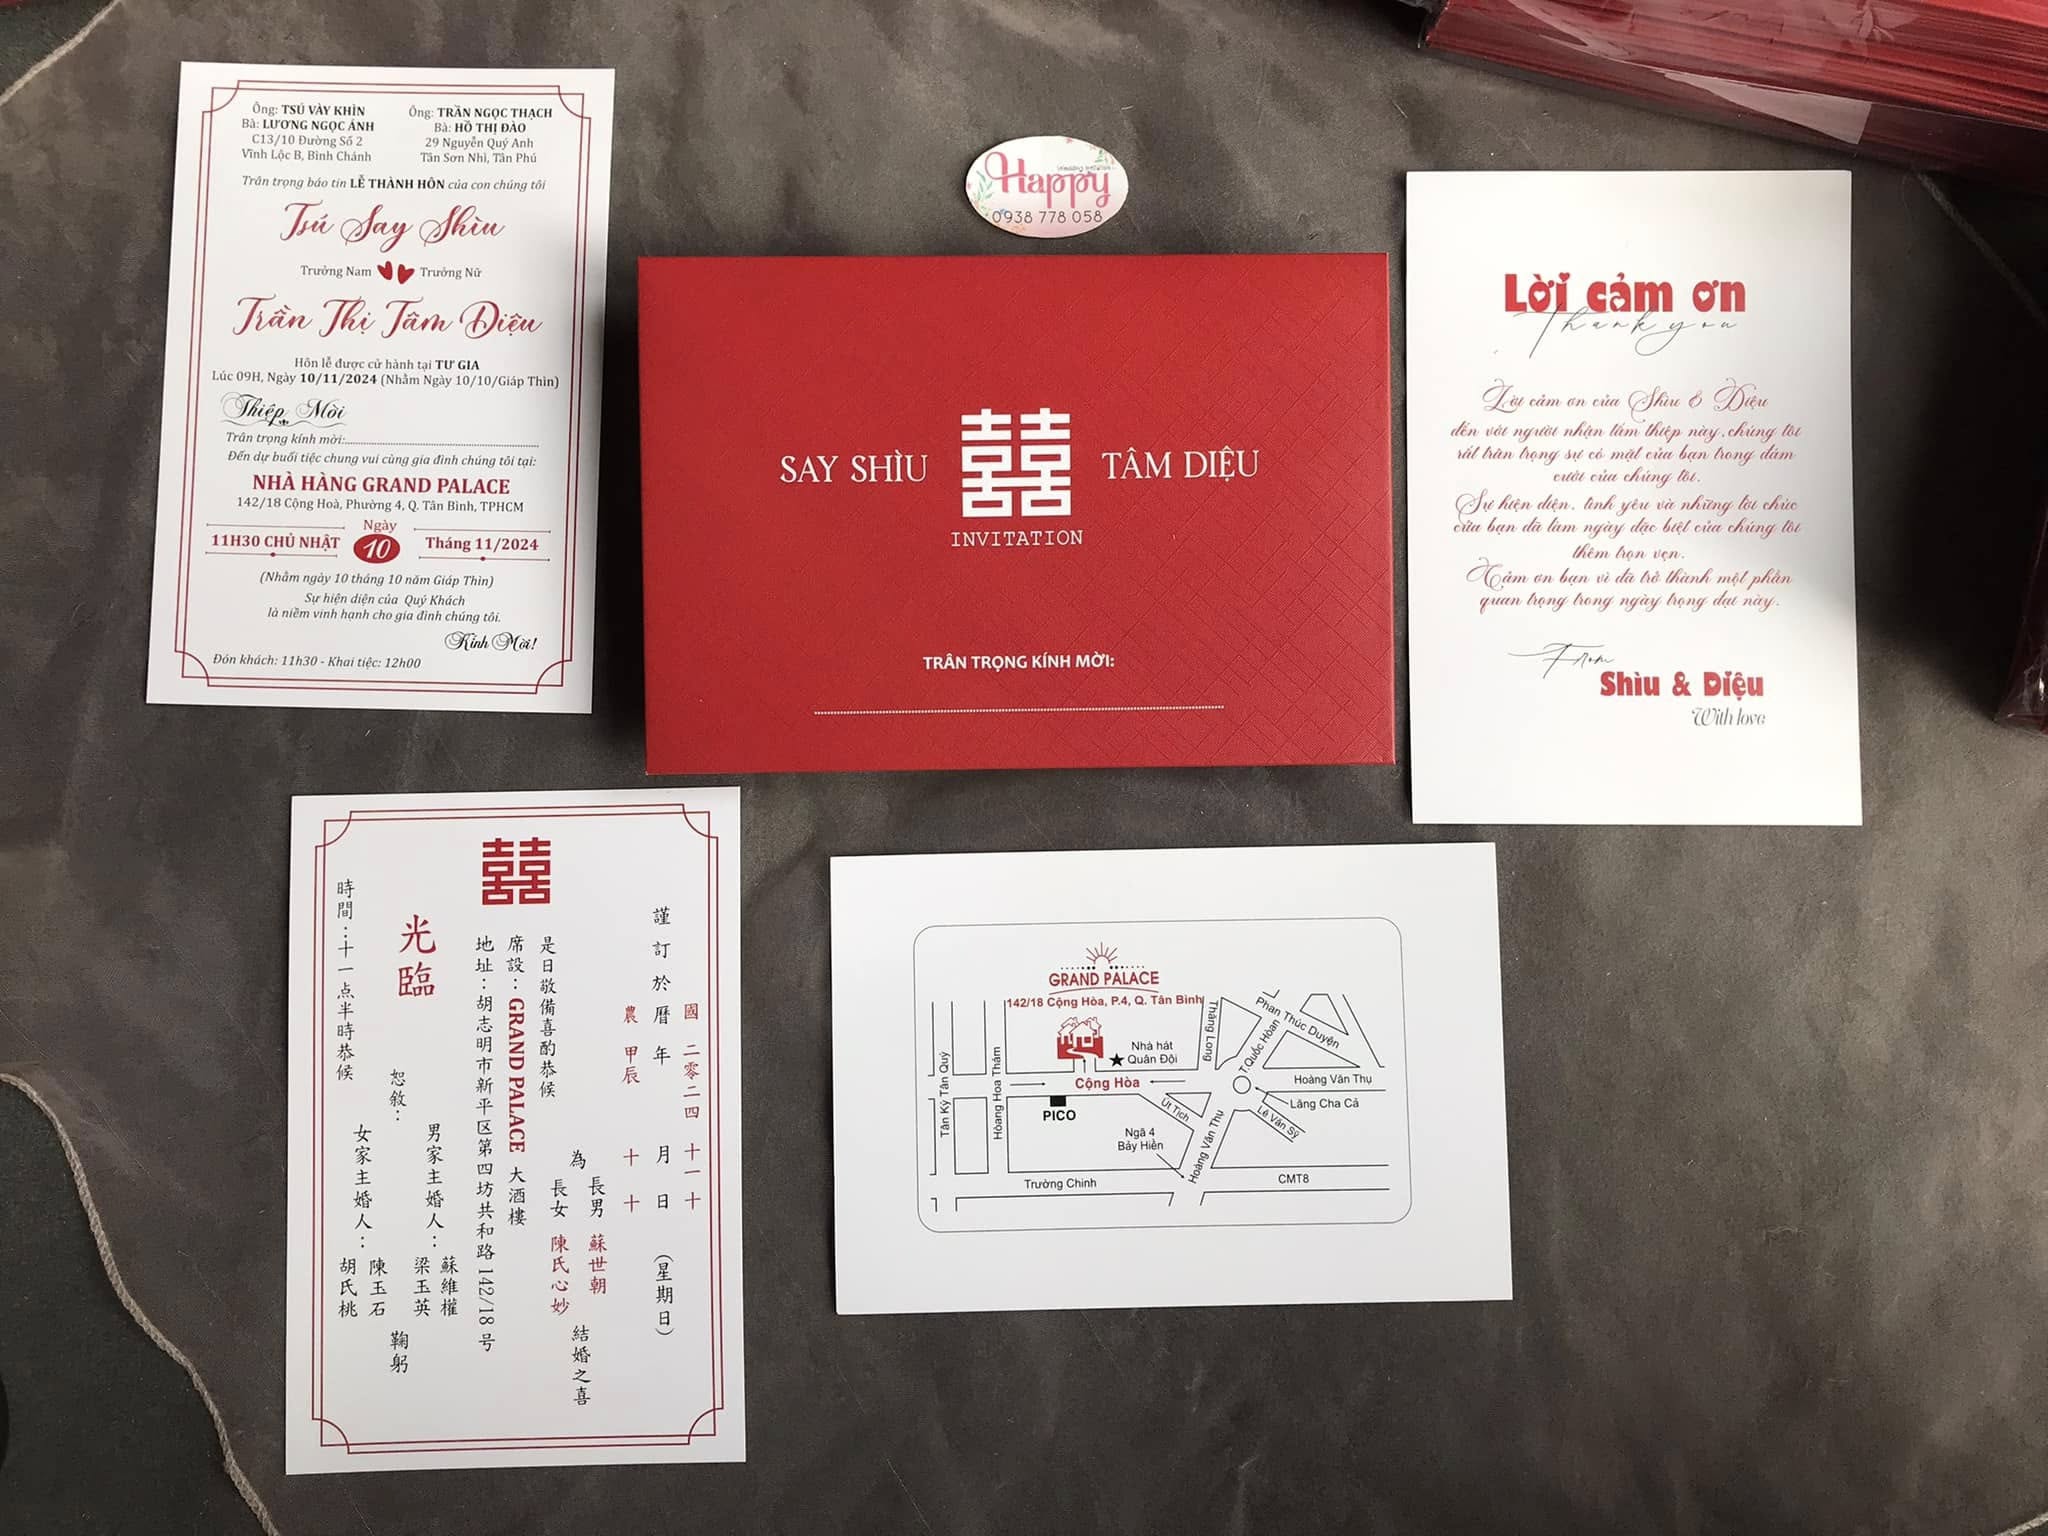 Ông: TSÚ VÀY KHÌN
Bà: LƯƠNG NGỌC ÁNH
C13/10 Đường Số 2
Vĩnh Lộc B, Bình Chánh
Ông: TRẦN NGỌC THẠCH
Bà: HỒ THỊ ĐÀO
29 Nguyễn Quý Anh
Tân Sơn Nhì, Tân Phú
Trân trọng báo tin LỄ THÀNH HÔN của con chúng tôi
Tsú Say Shìu
Trưởng Nam Trưởng Nữ
Trần Thị Tâm Diệu
Hôn lễ được cử hành tại TƯ GIA
Lúc 09H, Ngày 10/11/2024 (Nhằm Ngày 10/10/Giáp Thìn)
Thiệp Mời
Trân trọng kính mời:
Đến dự buổi tiệc chung vui cùng gia đình chúng tôi tại:
NHÀ HÀNG GRAND PALACE
142/18 Cộng Hoà, Phường 4, Q. Tân Bình, TPHCM
11H30 CHỦ NHẬT
Ngày
10
Tháng 11/2024
(Nhằm ngày 10 tháng 10 năm Giáp Thìn)
Sự hiện diện của Quý Khách
là niềm vinh hạnh cho gia đình chúng tôi.
Kính Mời!
Đón khách: 11h30 - Khai tiệc: 12h00
Wedding Invitation
Happy
0938 778 058
SAY SHÌU 囍 TÂM DIỆU
INVITATION
TRÂN TRỌNG KÍNH MỜI:
Lời cảm ơn
Thank you
Lời cảm ơn của Shìu & Diệu
đến với người nhận tấm thiệp này, chúng tôi
rất trân trọng sự có mặt của bạn trong đám
cưới của chúng tôi.
Sự hiện diện, tình yêu và những lời chúc
của bạn đã làm ngày đặc biệt của chúng tôi
thêm trọn vẹn.
Cảm ơn bạn vì đã trở thành một phần
quan trọng trong ngày trọng đại này.
From
Shìu & Diệu
With love
囍
國 二零二四 十一 十
謹訂於曆年 月 日 (星期日)
農 甲辰 十 十
為 長男 蘇世朝
長女 陳氏心妙
結婚之喜
是日敬備喜酌恭候
席設：GRAND PALACE 大酒樓
地址：胡志明市新平区第四坊共和路142/18号
光臨
男家主婚人：蘇維權
梁玉英
恕敘：
鞠躬
女家主婚人：陳玉石
胡氏桃
時間：十一点半時恭候
GRAND PALACE
142/18 Cộng Hòa, P.4, Q. Tân Bình
Tân Kỳ Tân Quý
Hòang Hoa Thám
Nhà hát
Quân Đội
Cộng Hòa
PICO
Thăng Long
T.Quốc Hòan
Phan Thúc Duyện
Hoàng Văn Thụ
Lăng Cha Cả
Lê Văn Sỹ
Út Tịch
Hoàng Văn Thụ
Ngã 4
Bảy Hiền
Trường Chinh
CMT8